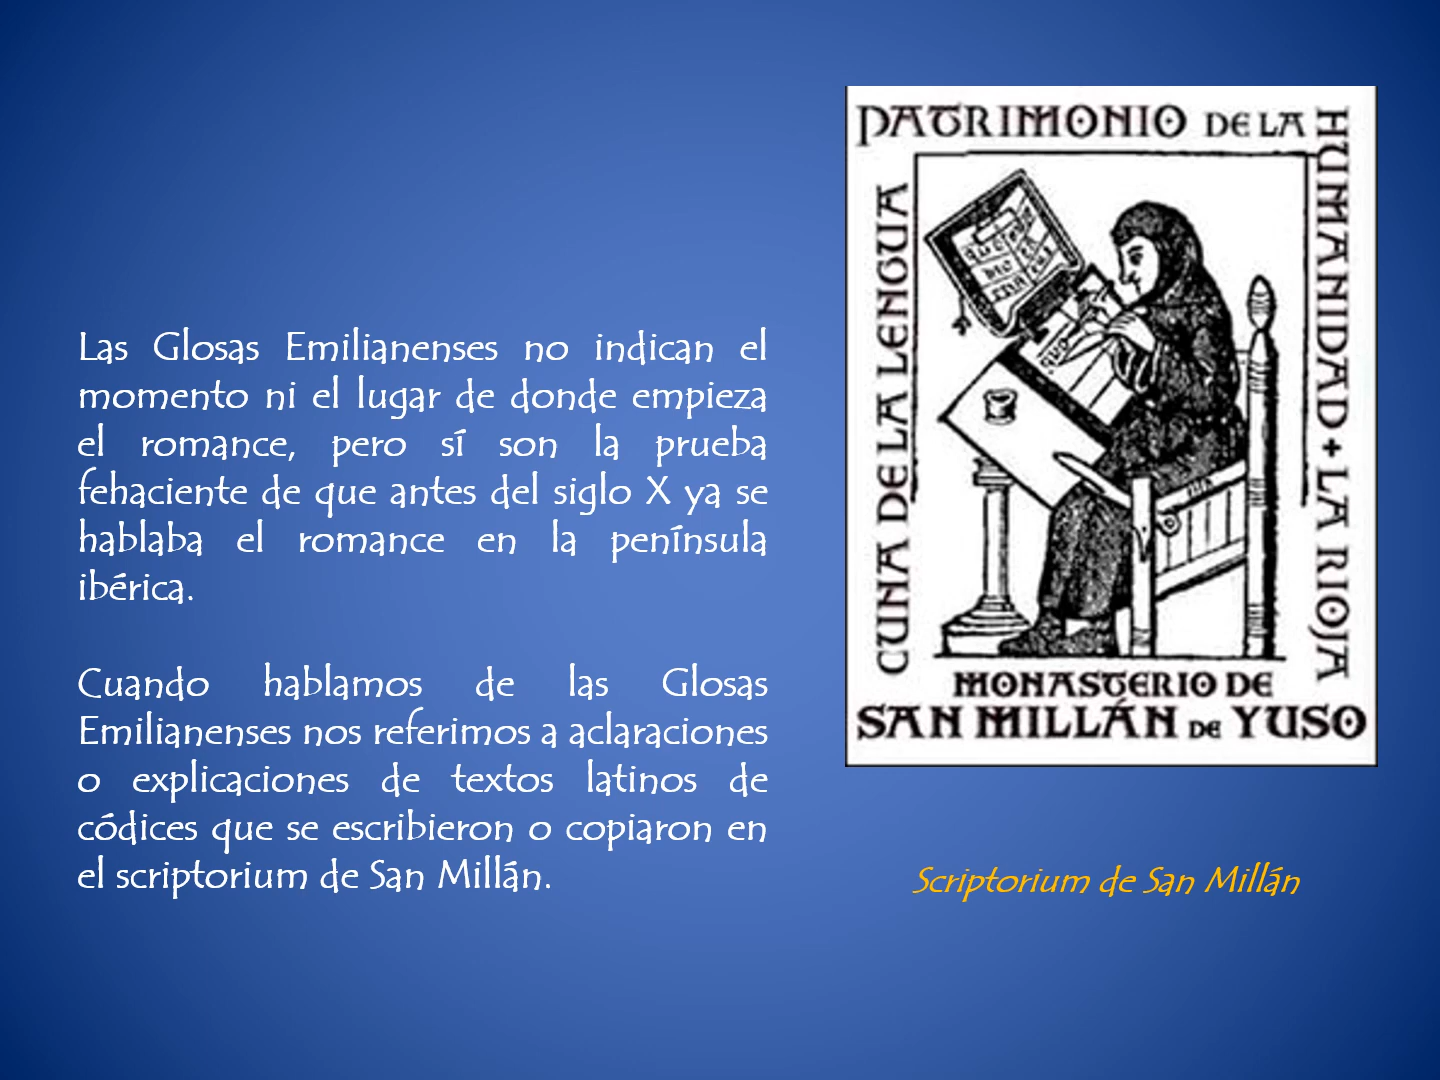 Las Glosas Emilianenses no indican el
momento ni el lugar de donde empieza
el romance, pero sí son la prueba
fehaciente de que antes del siglo X ya se
hablaba el romance en la península
ibérica.
Cuando hablamos de las Glosas
Emilianenses nos referimos a aclaraciones
o explicaciones de textos latinos de
códices que se escribieron o copiaron en
el scriptorium de San Millán.
PATRIMONIO DE LA
HUMANIDAD + LA RIOJA
CUNA DE LA LENGUA
MONASTERIO DE
SAN MILLÁN DE YUSO
Scriptorium de San Millán